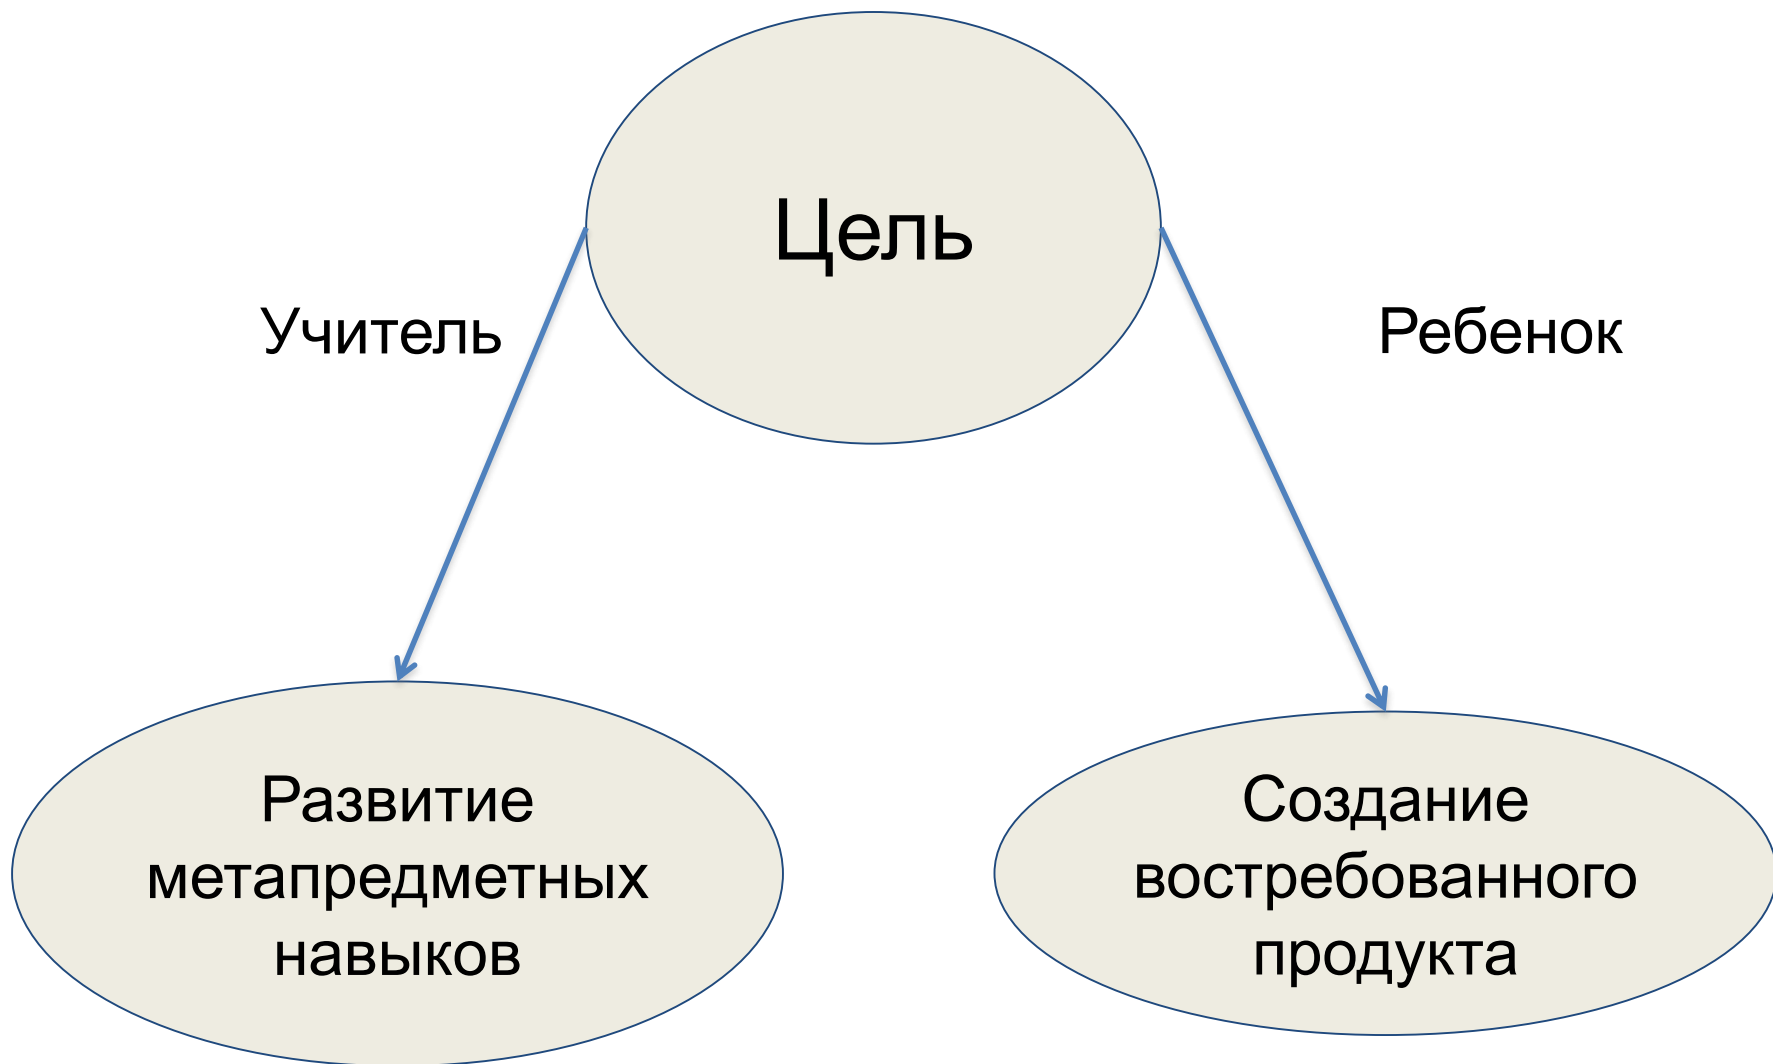 Цель
Учитель
Ребенок
Развитие
метапредметных
навыков
Создание
востребованного
продукта